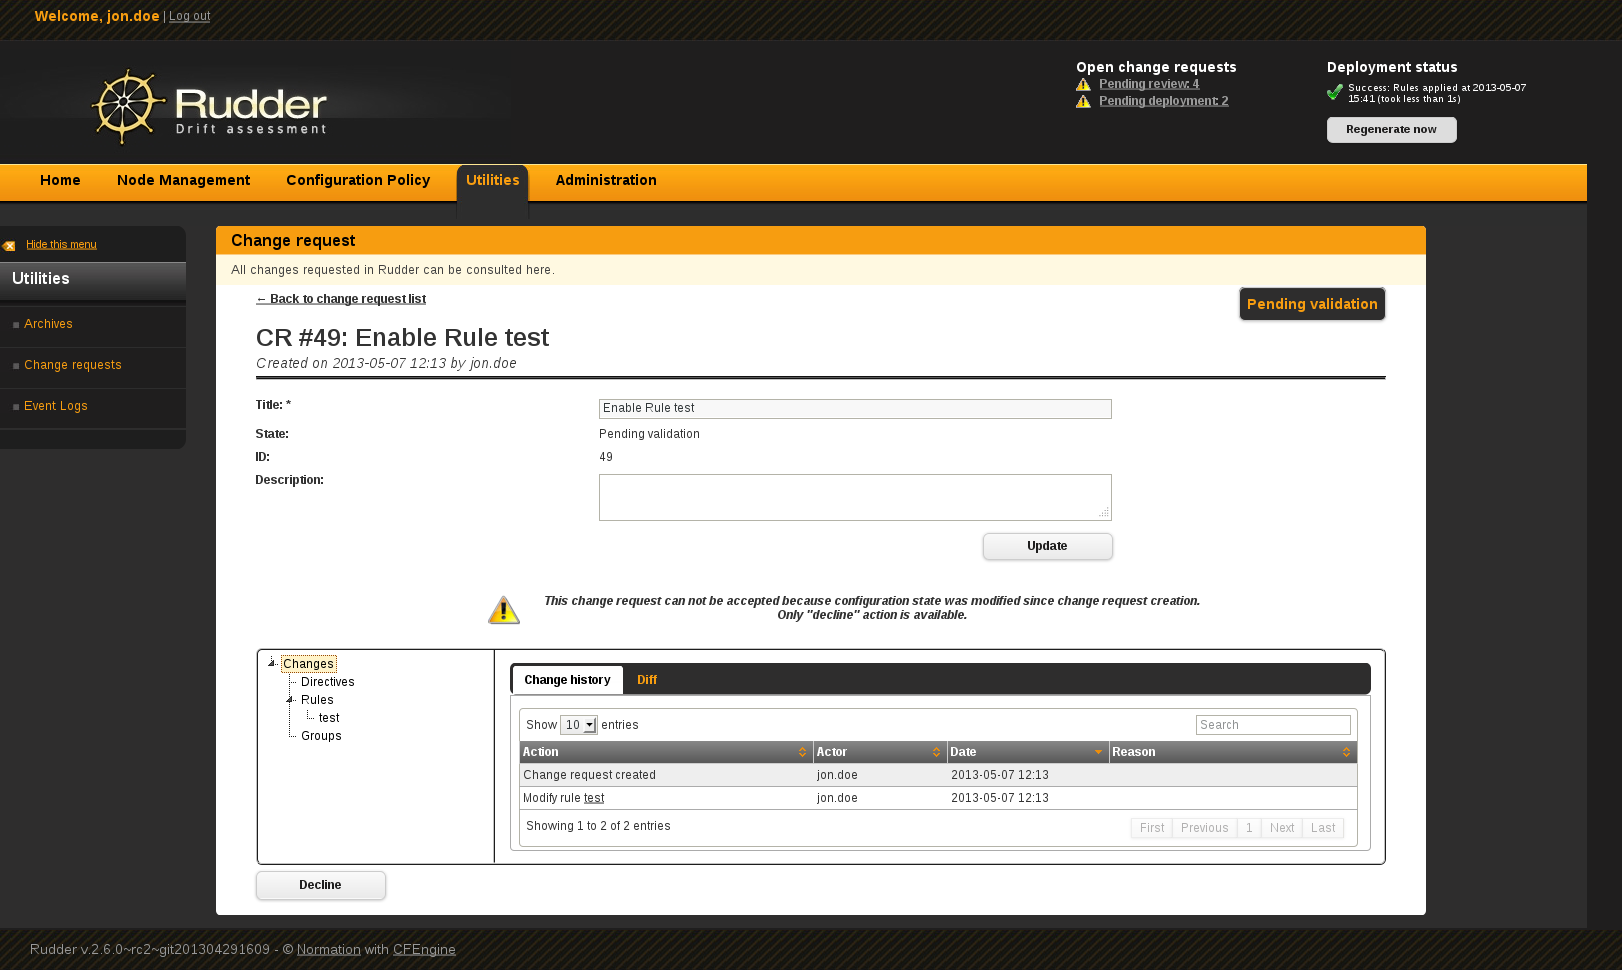 Welcome, jon.doe | Log out
Rudder
Drift assessment
Open change requests
Pending review: 4
Pending deployment: 2
Deployment status
Success: Rules applied at 2013-05-07
15:41 (took less than 1s)
Regenerate now
Home Node Management Configuration Policy Utilities Administration
Hide this menu
Utilities
Archives
Change requests
Event Logs
Change request
All changes requested in Rudder can be consulted here.
← Back to change request list
Pending validation
CR #49: Enable Rule test
Created on 2013-05-07 12:13 by jon.doe
Title: * Enable Rule test
State: Pending validation
ID: 49
Description:
Update
This change request can not be accepted because configuration state was modified since change request creation.
Only "decline" action is available.
Changes
Directives
Rules
test
Groups
Change history Diff
Show 10 entries Search
Action Actor Date Reason
Change request created jon.doe 2013-05-07 12:13
Modify rule test jon.doe 2013-05-07 12:13
Showing 1 to 2 of 2 entries First Previous 1 Next Last
Decline
Rudder v.2.6.0~rc2~git201304291609 - © Normation with CFEngine